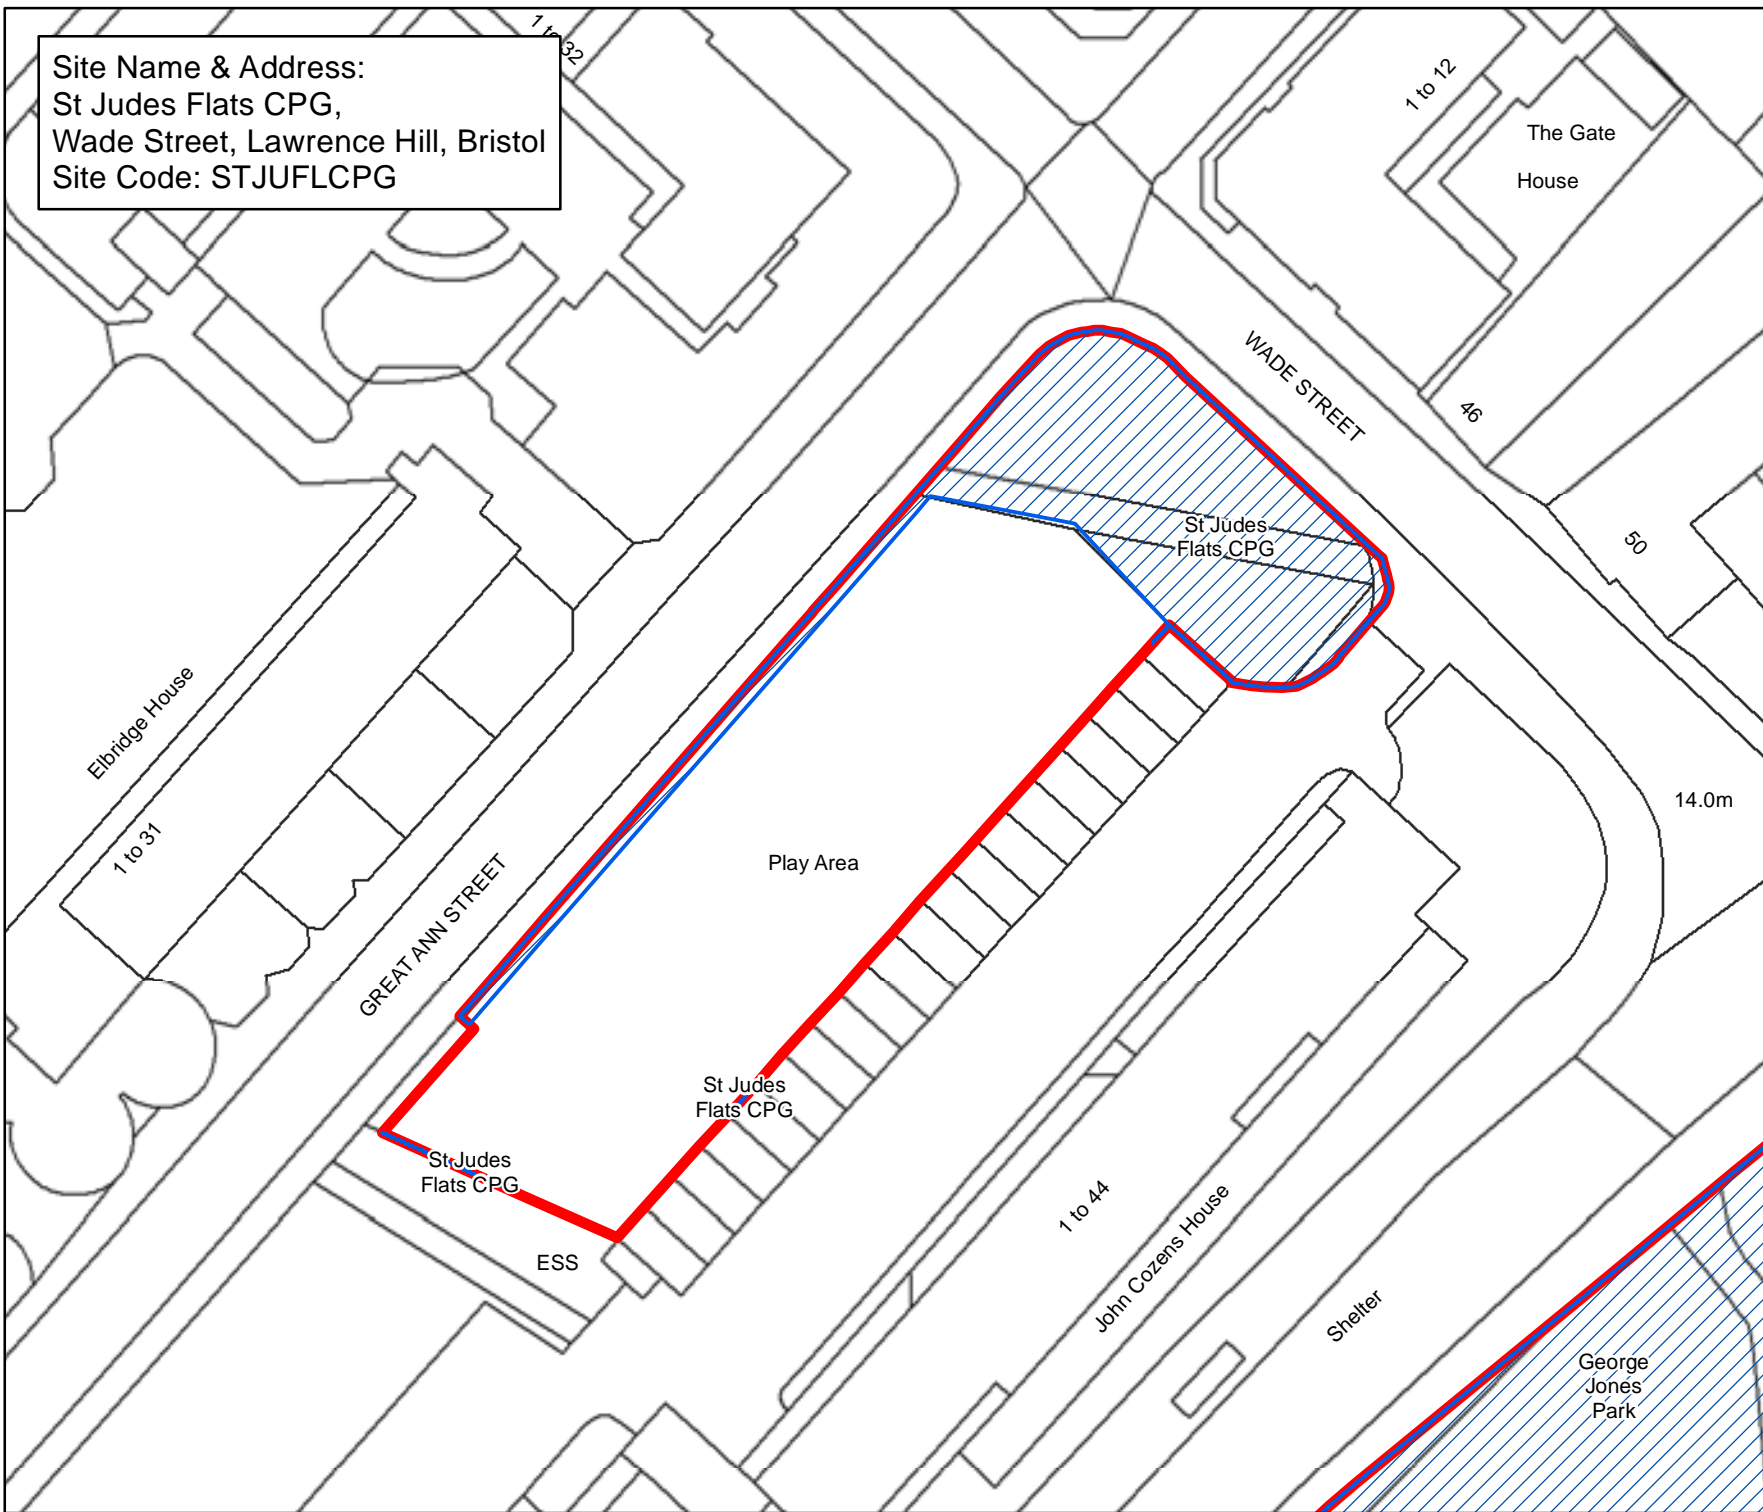 Site Name & Address:
St Judes Flats CPG,
Wade Street, Lawrence Hill, Bristol
Site Code: STJUFLCPG
1 to 32
1 to 12
The Gate
House
WADE STREET
46
50
St Judes
Flats CPG
Elbridge House
1 to 31
14.0m
Play Area
GREAT ANN STREET
St Judes
Flats CPG
St Judes
Flats CPG
ESS
1 to 44
John Cozens House
Shelter
George
Jones
Park